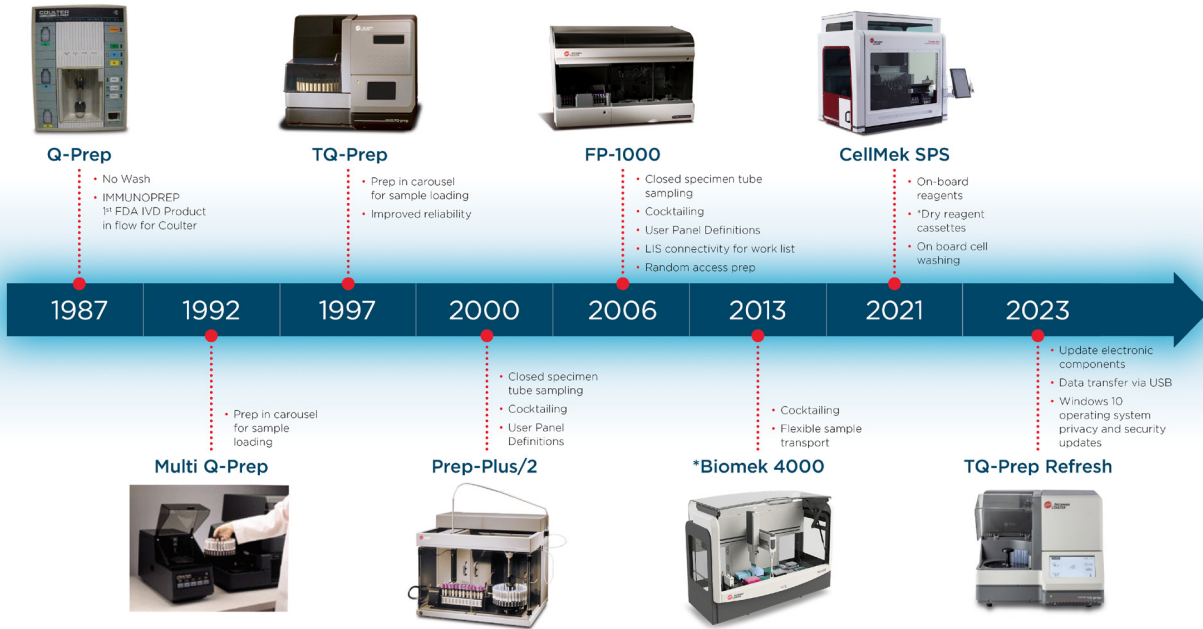 COULTER
Q-Prep
• No Wash
• IMMUNOPREP
1st FDA IVD Product
in flow for Coulter
TQ-Prep
• Prep in carousel
for sample loading
• Improved reliability
FP-1000
• Closed specimen tube
sampling
• Cocktailing
• User Panel Definitions
• LIS connectivity for work list
• Random access prep
CellMek SPS
• On-board
reagents
• *Dry reagent
cassettes
• On board cell
washing
1987
1992
1997
2000
2006
2013
2021
2023
• Prep in carousel
for sample
loading
Multi Q-Prep
• Closed specimen
tube sampling
• Cocktailing
• User Panel
Definitions
Prep-Plus/2
• Cocktailing
• Flexible sample
transport
*Biomek 4000
• Update electronic
components
• Data transfer via USB
• Windows 10
operating system
privacy and security
updates
TQ-Prep Refresh
COULTER